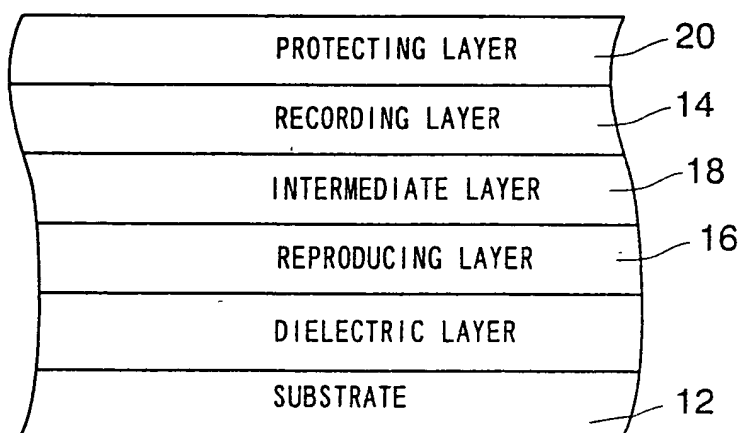 PROTECTING LAYER 20
RECORDING LAYER 14
INTERMEDIATE LAYER 18
REPRODUCING LAYER 16
DIELECTRIC LAYER
SUBSTRATE 12